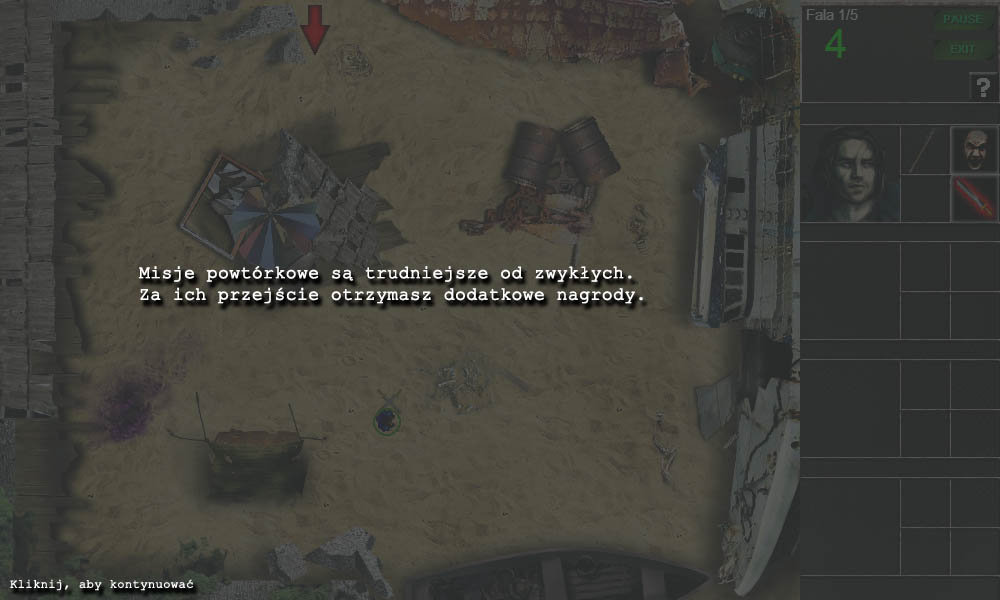 Fala 1/5
PAUSE
4
EXIT
?
Misje powtórkowe są trudniejsze od zwykłych.
Za ich przejście otrzymasz dodatkowe nagrody.
Kliknij, aby kontynuować